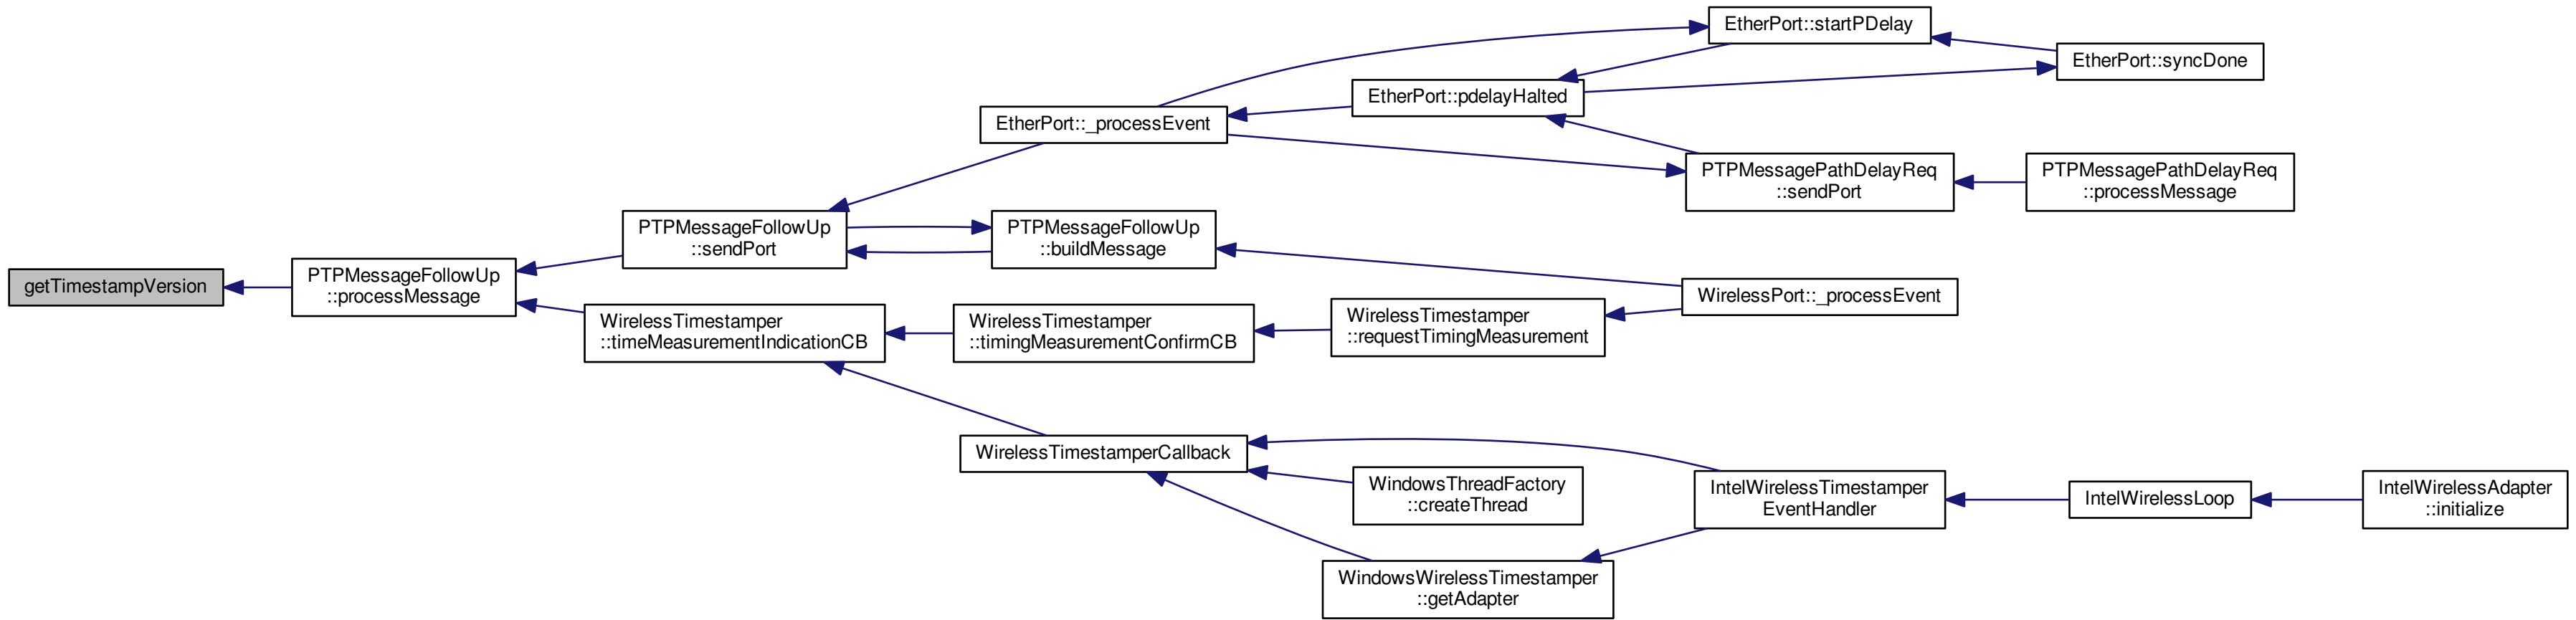 EtherPort::startPDelay
EtherPort::syncDone
EtherPort::pdelayHalted
EtherPort::_processEvent
PTPMessagePathDelayReq
::sendPort
PTPMessagePathDelayReq
::processMessage
PTPMessageFollowUp
::sendPort
PTPMessageFollowUp
::buildMessage
getTimestampVersion
PTPMessageFollowUp
::processMessage
WirelessPort::_processEvent
WirelessTimestamper
::timeMeasurementIndicationCB
WirelessTimestamper
::timingMeasurementConfirmCB
WirelessTimestamper
::requestTimingMeasurement
WirelessTimestamperCallback
WindowsThreadFactory
::createThread
IntelWirelessTimestamper
EventHandler
IntelWirelessLoop
IntelWirelessAdapter
::initialize
WindowsWirelessTimestamper
::getAdapter